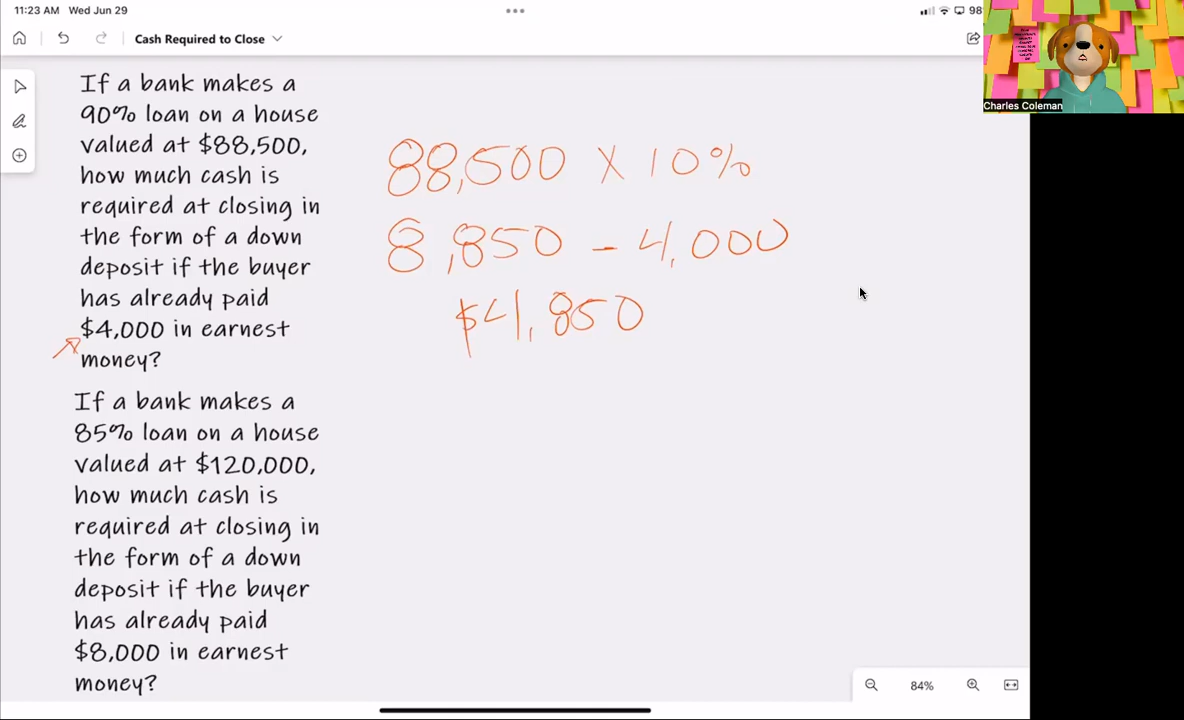 11:23 AM Wed Jun 29
98
Cash Required to Close
Charles Coleman
If a bank makes a
90% loan on a house
valued at $88,500,
how much cash is
required at closing in
the form of a down
deposit if the buyer
has already paid
$4,000 in earnest
money?
88,500 X 10%
8,850 - 4,000
$4,850
If a bank makes a
85% loan on a house
valued at $120,000,
how much cash is
required at closing in
the form of a down
deposit if the buyer
has already paid
$8,000 in earnest
money?
84%